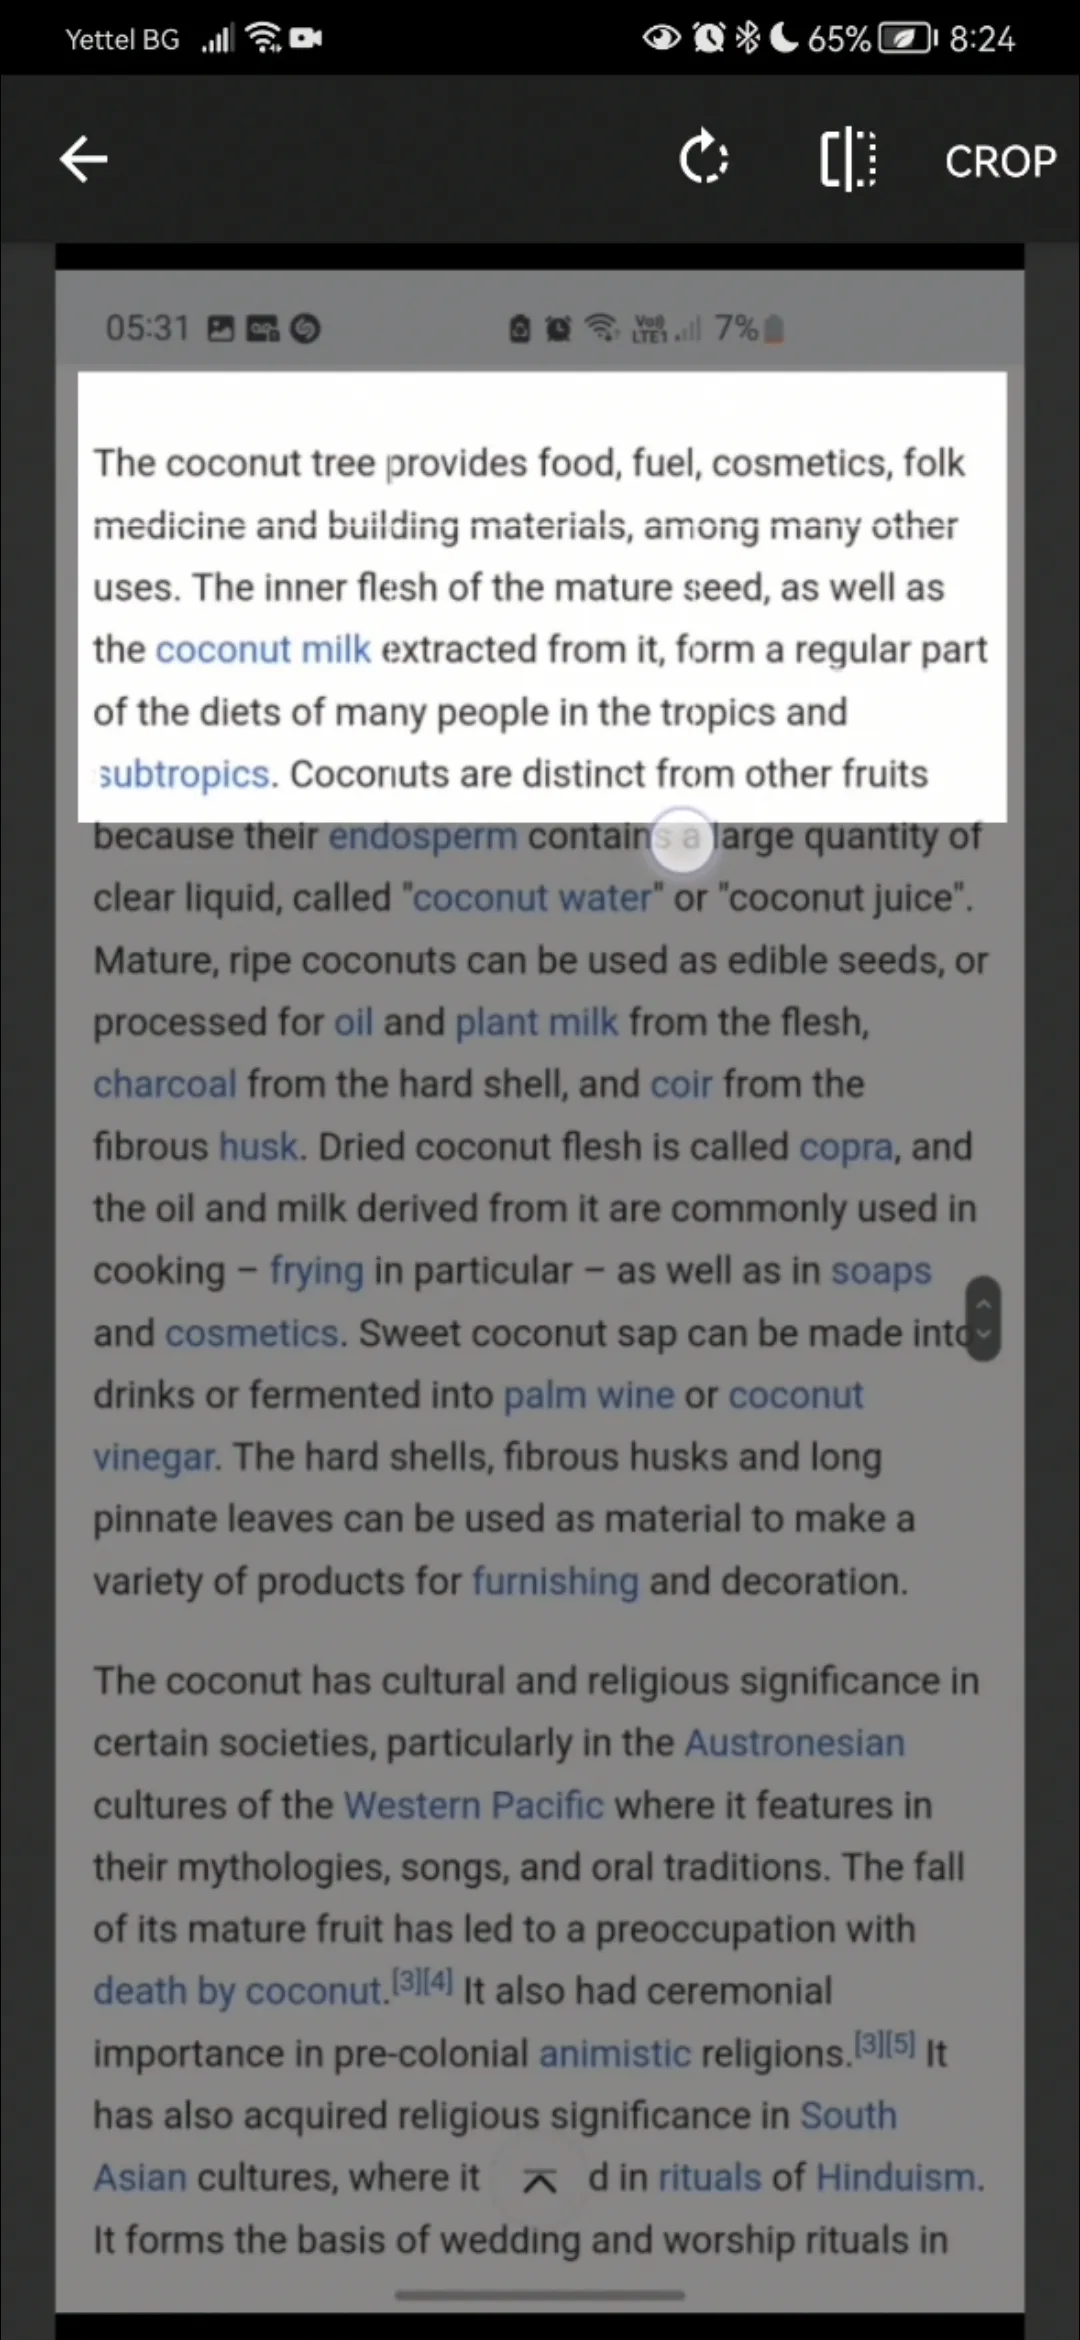 Yettel BG 65% 8:24
CROP
05:31 Vo) LTE1 7%
The coconut tree provides food, fuel, cosmetics, folk
medicine and building materials, among many other
uses. The inner flesh of the mature seed, as well as
the coconut milk extracted from it, form a regular part
of the diets of many people in the tropics and
subtropics. Coconuts are distinct from other fruits
because their endosperm contains a large quantity of
clear liquid, called "coconut water" or "coconut juice".
Mature, ripe coconuts can be used as edible seeds, or
processed for oil and plant milk from the flesh,
charcoal from the hard shell, and coir from the
fibrous husk. Dried coconut flesh is called copra, and
the oil and milk derived from it are commonly used in
cooking – frying in particular – as well as in soaps
and cosmetics. Sweet coconut sap can be made into
drinks or fermented into palm wine or coconut
vinegar. The hard shells, fibrous husks and long
pinnate leaves can be used as material to make a
variety of products for furnishing and decoration.
The coconut has cultural and religious significance in
certain societies, particularly in the Austronesian
cultures of the Western Pacific where it features in
their mythologies, songs, and oral traditions. The fall
of its mature fruit has led to a preoccupation with
death by coconut.[3][4] It also had ceremonial
importance in pre-colonial animistic religions.[3][5] It
has also acquired religious significance in South
Asian cultures, where it d in rituals of Hinduism.
It forms the basis of wedding and worship rituals in